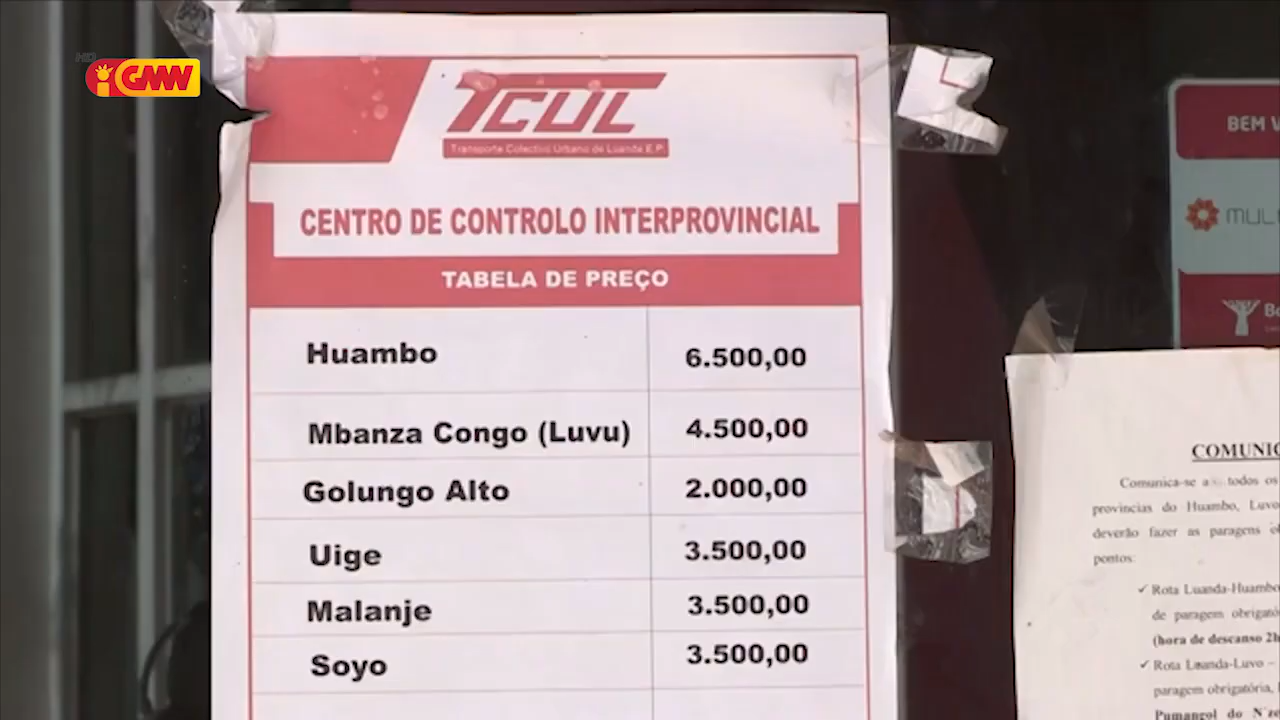 HD
GMW
TCUL
Transporte Colectivo Urbano de Luanda E.P.
CENTRO DE CONTROLO INTERPROVINCIAL
TABELA DE PREÇO
Huambo 6.500,00
Mbanza Congo (Luvu) 4.500,00
Golungo Alto 2.000,00
Uige 3.500,00
Malanje 3.500,00
Soyo 3.500,00
BEM
COMUNIC
Comunica-se a todos os
provincias do Huambo, Luvo
deverão fazer as paragens
pontos:
✓ Rota Luanda-Huambo
de paragem
(hora de descanso 2h
✓ Rota Luanda-Luvo –
paragem obrigatória,
Pumangol do